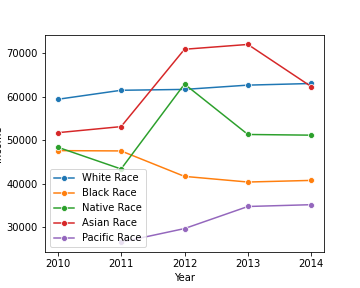 70000
60000
50000
40000
30000
White Race
Black Race
Native Race
Asian Race
Pacific Race
2010 2011 2012 2013 2014
Year